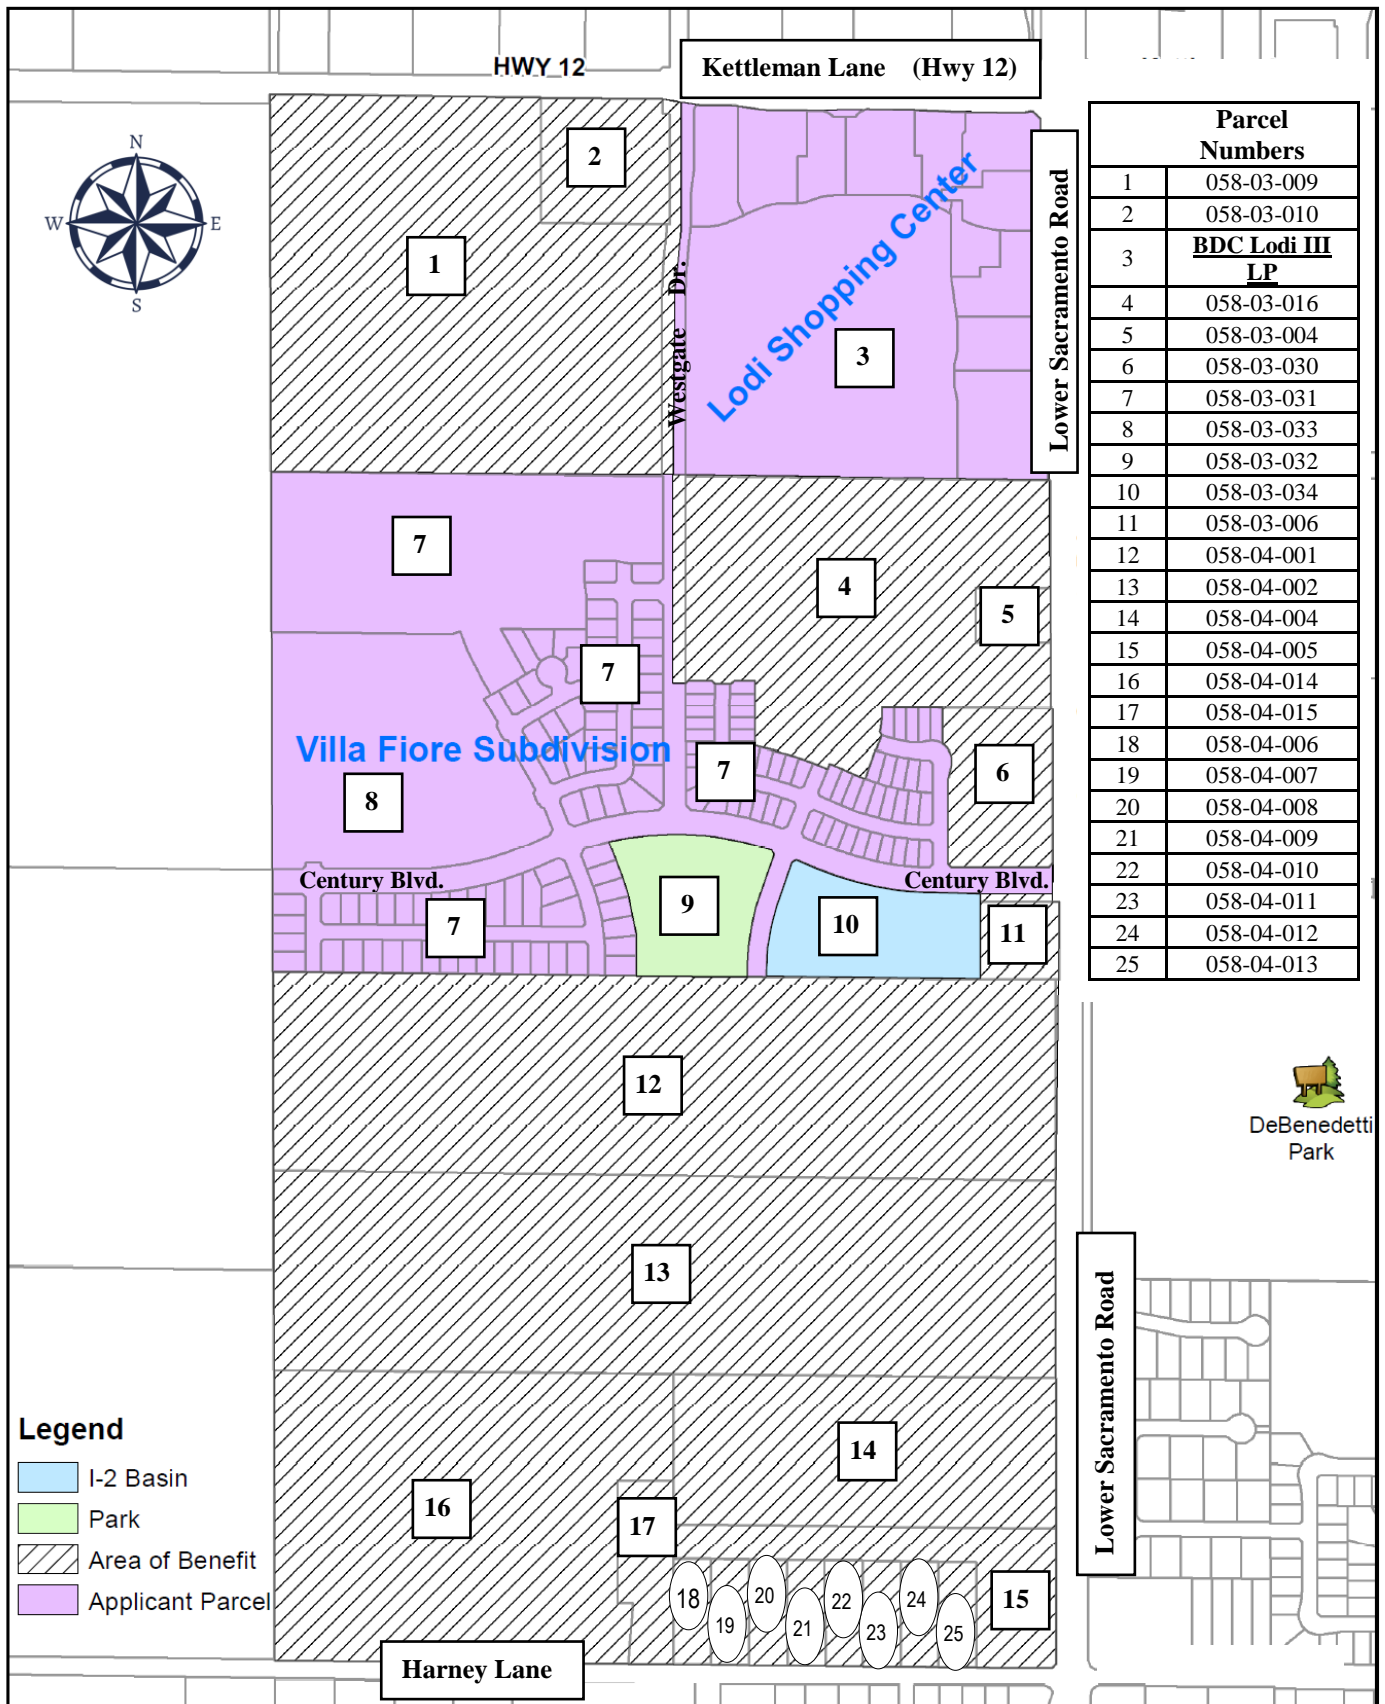 HWY 12
Kettleman Lane (Hwy 12)
N
W E
S
Parcel
Numbers
1 058-03-009
2 058-03-010
3 BDC Lodi III
LP
4 058-03-016
5 058-03-004
6 058-03-030
7 058-03-031
8 058-03-033
9 058-03-032
10 058-03-034
11 058-03-006
12 058-04-001
13 058-04-002
14 058-04-004
15 058-04-005
16 058-04-014
17 058-04-015
18 058-04-006
19 058-04-007
20 058-04-008
21 058-04-009
22 058-04-010
23 058-04-011
24 058-04-012
25 058-04-013
2
1
Westgate Dr.
Lodi Shopping Center
3
Lower Sacramento Road
7
4
5
7
Villa Fiore Subdivision
7
6
8
Century Blvd.
Century Blvd.
9
10
7
11
12
DeBenedetti
Park
13
Lower Sacramento Road
14
16
17
15
18
19
20
21
22
23
24
25
Harney Lane
Legend
I-2 Basin
Park
Area of Benefit
Applicant Parcel